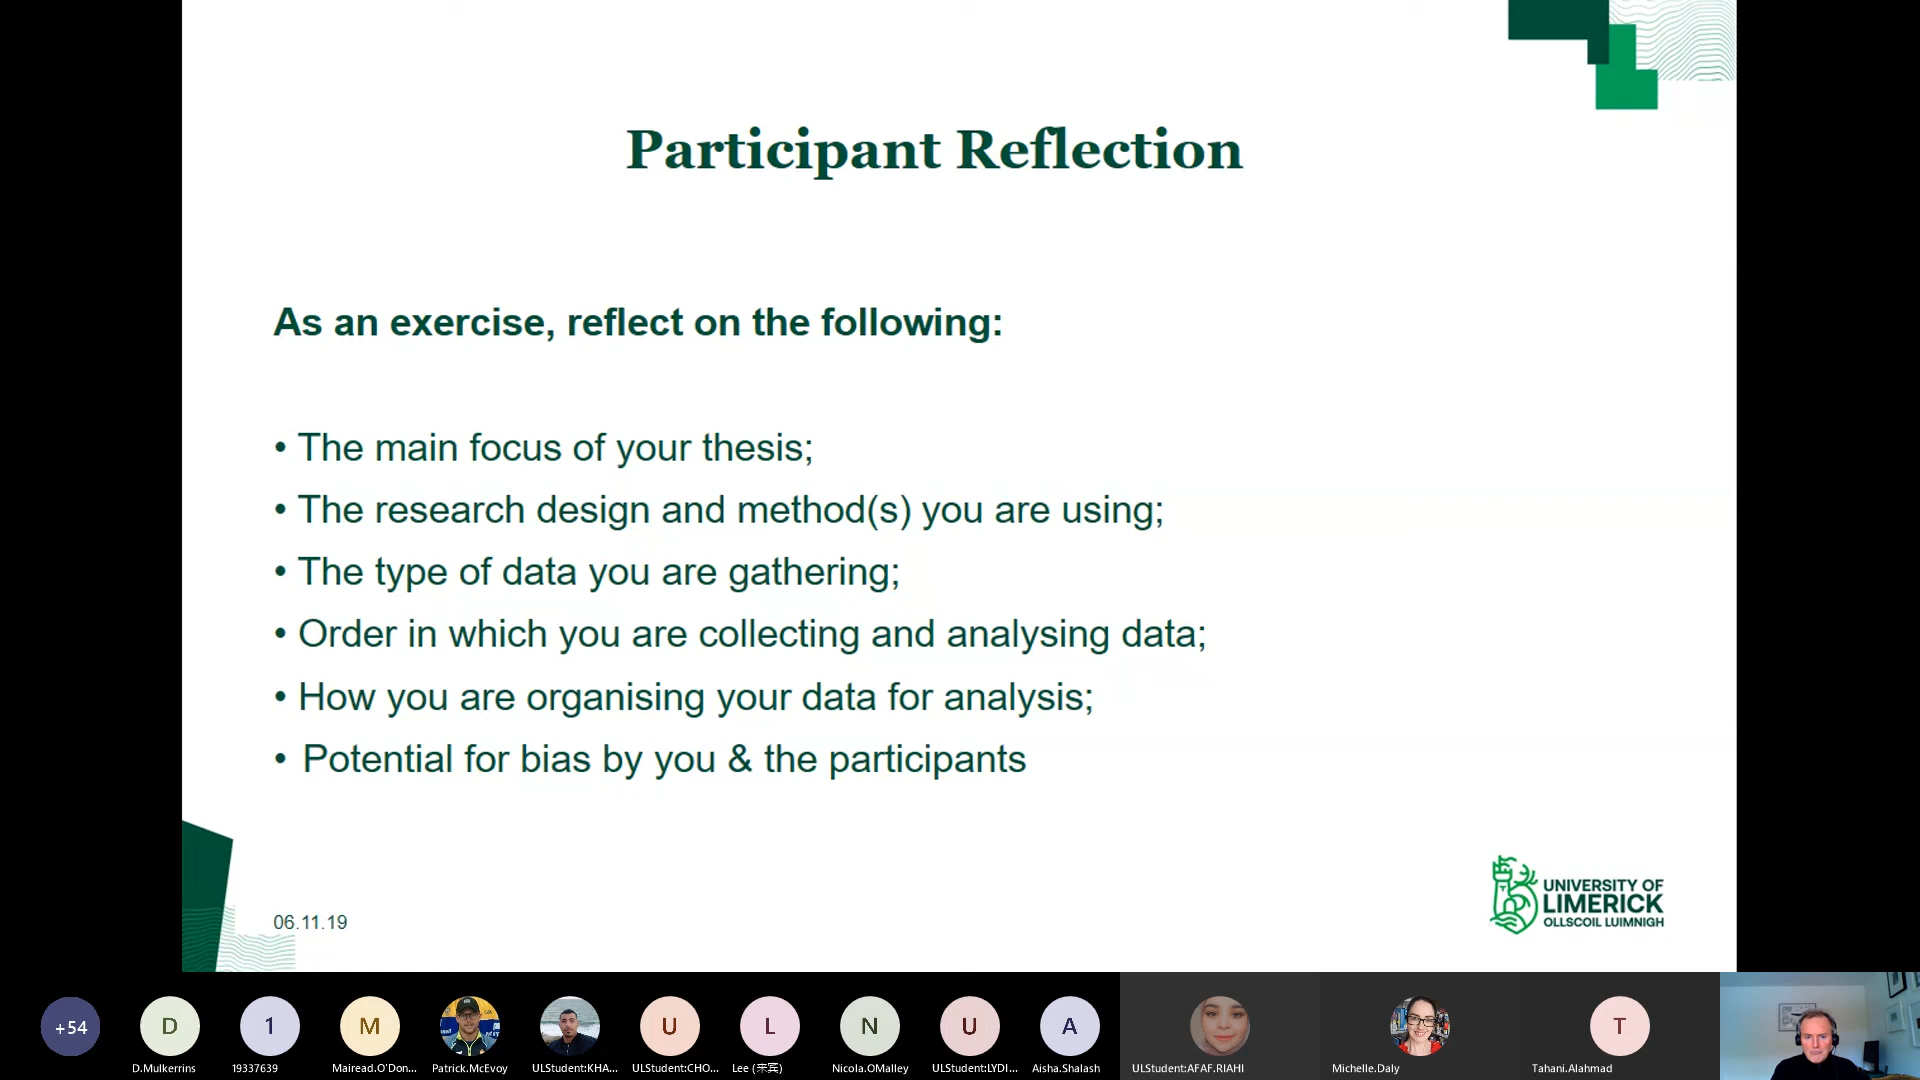 Participant Reflection
As an exercise, reflect on the following:
• The main focus of your thesis;
• The research design and method(s) you are using;
• The type of data you are gathering;
• Order in which you are collecting and analysing data;
• How you are organising your data for analysis;
• Potential for bias by you & the participants
06.11.19
UNIVERSITY OF
LIMERICK
OLLSCOIL LUIMNIGH
+54
D
1
M
U
L
N
U
A
T
D.Mulkerrins
19337639
Mairead.O'Don...
Patrick.McEvoy
ULStudent:KHA...
ULStudent:CHO...
Lee (来宾)
Nicola.OMalley
ULStudent:LYDI...
Aisha.Shalash
ULStudent:AFAF.RIAHI
Michelle.Daly
Tahani.Alahmad